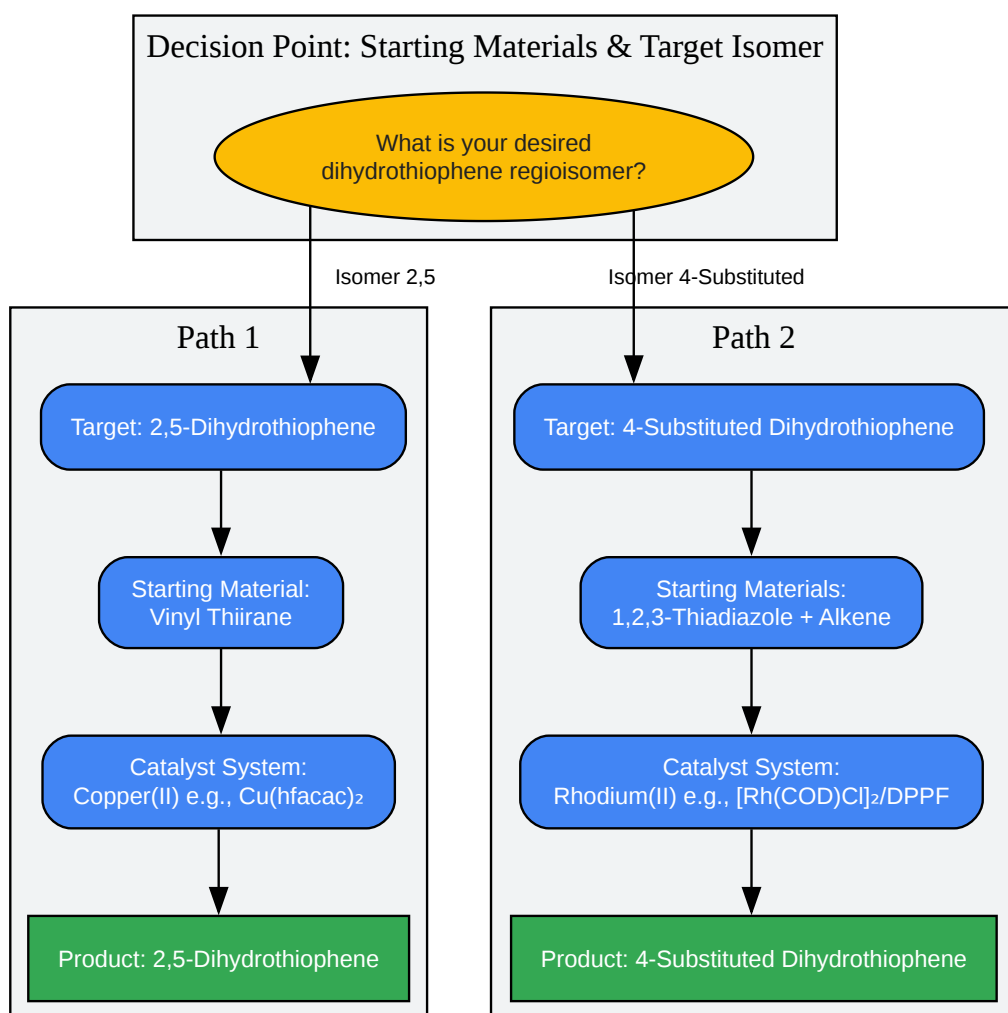 Decision Point: Starting Materials & Target Isomer
What is your desired
dihydrothiophene regioisomer?
Isomer 2,5
Isomer 4-Substituted
Path 1
Target: 2,5-Dihydrothiophene
Starting Material:
Vinyl Thiirane
Catalyst System:
Copper(II) e.g., Cu(hfacac)₂
Product: 2,5-Dihydrothiophene
Path 2
Target: 4-Substituted Dihydrothiophene
Starting Materials:
1,2,3-Thiadiazole + Alkene
Catalyst System:
Rhodium(II) e.g., [Rh(COD)Cl]₂/DPPF
Product: 4-Substituted Dihydrothiophene